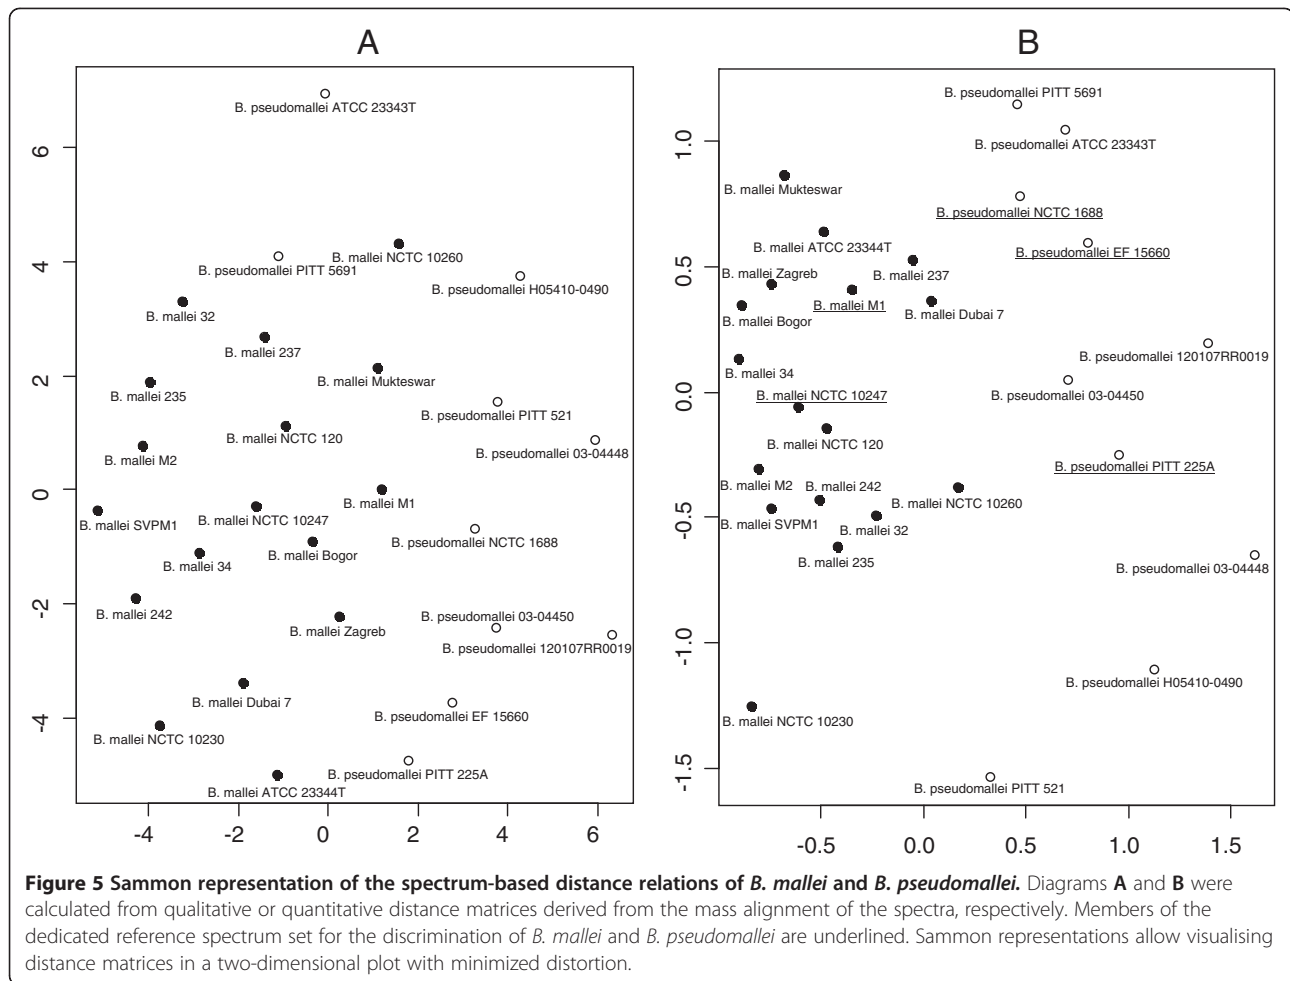 A
B
6
4
2
0
-2
-4
-4
-2
0
2
4
6
B. pseudomallei ATCC 23343T
B. mallei NCTC 10260
B. pseudomallei PITT 5691
B. pseudomallei H05410-0490
B. mallei 32
B. mallei 237
B. mallei Mukteswar
B. mallei 235
B. pseudomallei PITT 521
B. mallei NCTC 120
B. pseudomallei 03-04448
B. mallei M2
B. mallei M1
B. mallei SVPM1
B. mallei NCTC 10247
B. pseudomallei NCTC 1688
B. mallei Bogor
B. mallei 34
B. mallei 242
B. pseudomallei 03-04450
B. mallei Zagreb
B. pseudomallei 120107RR0019
B. mallei Dubai 7
B. pseudomallei EF 15660
B. mallei NCTC 10230
B. pseudomallei PITT 225A
B. mallei ATCC 23344T
1.0
0.5
0.0
-0.5
-1.0
-1.5
-0.5
0.0
0.5
1.0
1.5
B. pseudomallei PITT 5691
B. pseudomallei ATCC 23343T
B. mallei Mukteswar
B. pseudomallei NCTC 1688
B. mallei ATCC 23344T
B. pseudomallei EF 15660
B. mallei Zagreb
B. mallei 237
B. mallei M1
B. mallei Dubai 7
B. mallei Bogor
B. pseudomallei 120107RR0019
B. mallei 34
B. mallei NCTC 10247
B. pseudomallei 03-04450
B. mallei NCTC 120
B. pseudomallei PITT 225A
B. mallei M2
B. mallei 242
B. mallei NCTC 10260
B. mallei SVPM1
B. mallei 32
B. mallei 235
B. pseudomallei 03-04448
B. pseudomallei H05410-0490
B. mallei NCTC 10230
B. pseudomallei PITT 521
Figure 5 Sammon representation of the spectrum-based distance relations of B. mallei and B. pseudomallei. Diagrams A and B were
calculated from qualitative or quantitative distance matrices derived from the mass alignment of the spectra, respectively. Members of the
dedicated reference spectrum set for the discrimination of B. mallei and B. pseudomallei are underlined. Sammon representations allow visualising
distance matrices in a two-dimensional plot with minimized distortion.